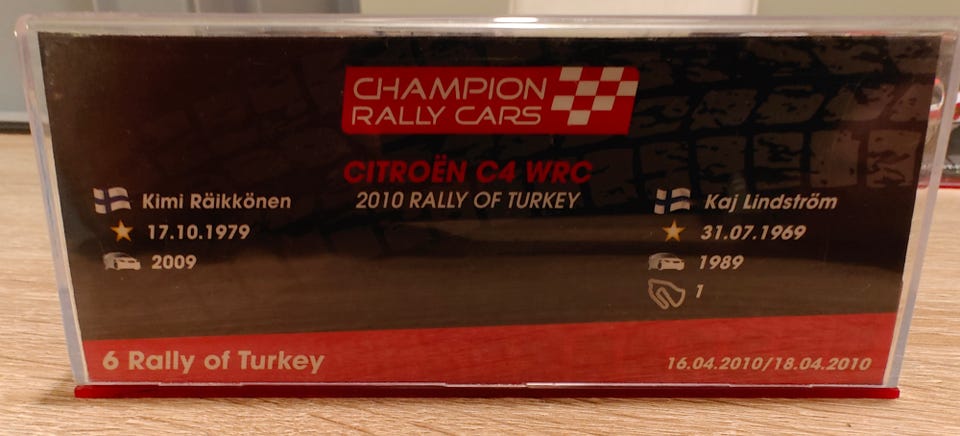 CHAMPION
RALLY CARS
CITROËN C4 WRC
2010 RALLY OF TURKEY
Kimi Räikkönen
17.10.1979
2009
Kaj Lindström
31.07.1969
1989
1
6 Rally of Turkey
16.04.2010/18.04.2010